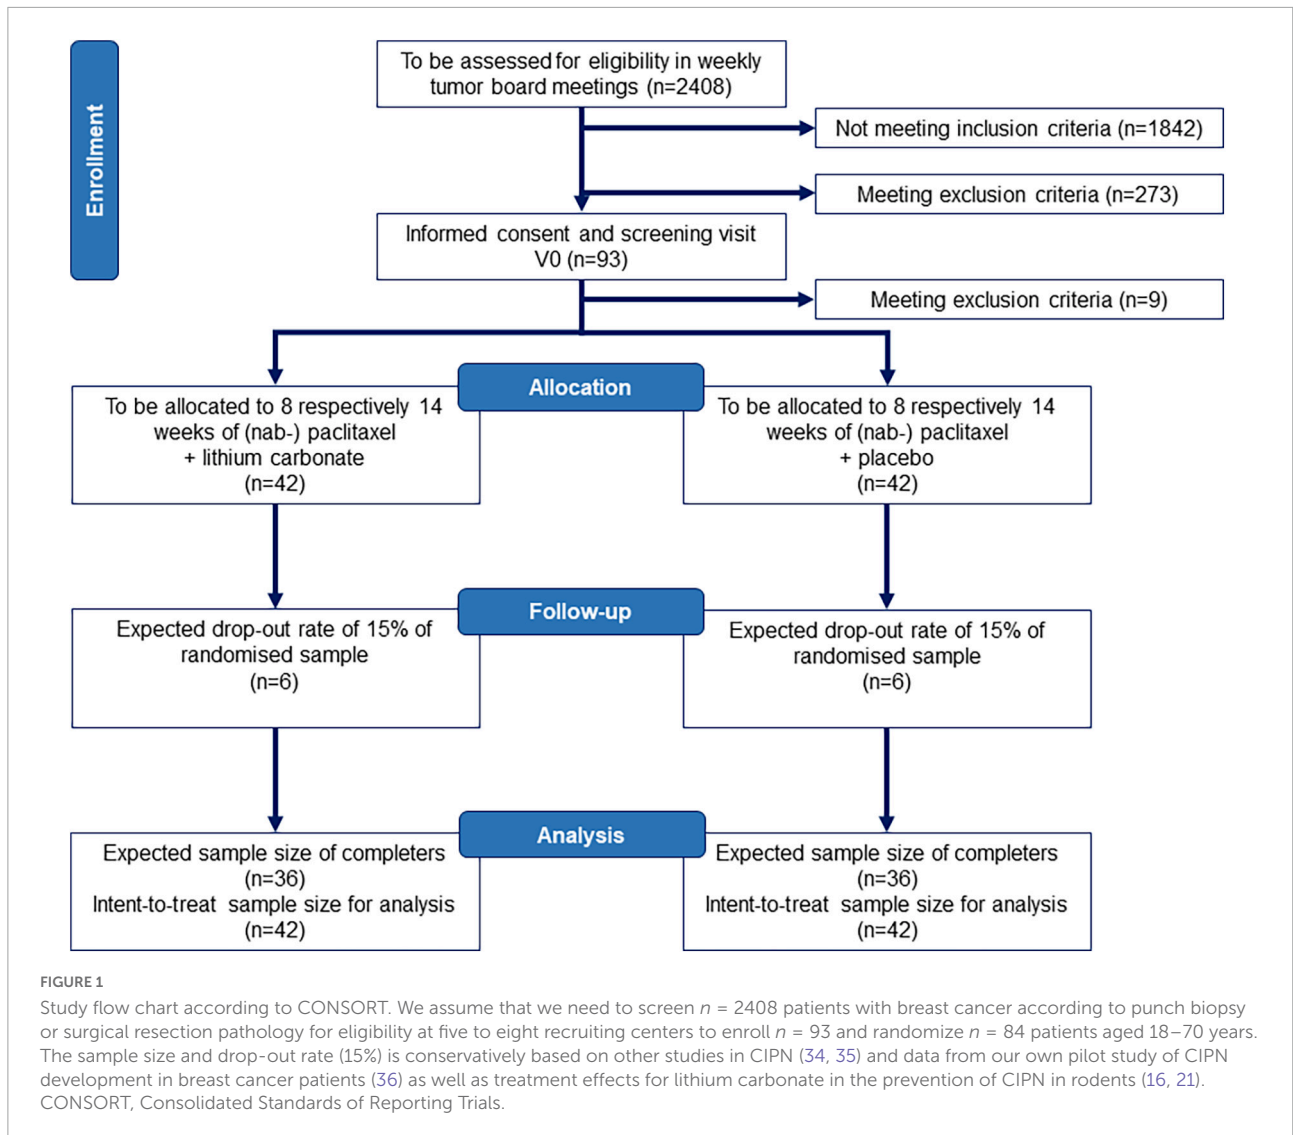 Enrollment
To be assessed for eligibility in weekly
tumor board meetings (n=2408)
Not meeting inclusion criteria (n=1842)
Meeting exclusion criteria (n=273)
Informed consent and screening visit
V0 (n=93)
Meeting exclusion criteria (n=9)
Allocation
To be allocated to 8 respectively 14
weeks of (nab-) paclitaxel
+ lithium carbonate
(n=42)
To be allocated to 8 respectively 14
weeks of (nab-) paclitaxel
+ placebo
(n=42)
Follow-up
Expected drop-out rate of 15% of
randomised sample
(n=6)
Expected drop-out rate of 15% of
randomised sample
(n=6)
Analysis
Expected sample size of completers
(n=36)
Intent-to-treat sample size for analysis
(n=42)
Expected sample size of completers
(n=36)
Intent-to-treat sample size for analysis
(n=42)
FIGURE 1
Study flow chart according to CONSORT. We assume that we need to screen n = 2408 patients with breast cancer according to punch biopsy
or surgical resection pathology for eligibility at five to eight recruiting centers to enroll n = 93 and randomize n = 84 patients aged 18–70 years.
The sample size and drop-out rate (15%) is conservatively based on other studies in CIPN (34, 35) and data from our own pilot study of CIPN
development in breast cancer patients (36) as well as treatment effects for lithium carbonate in the prevention of CIPN in rodents (16, 21).
CONSORT, Consolidated Standards of Reporting Trials.